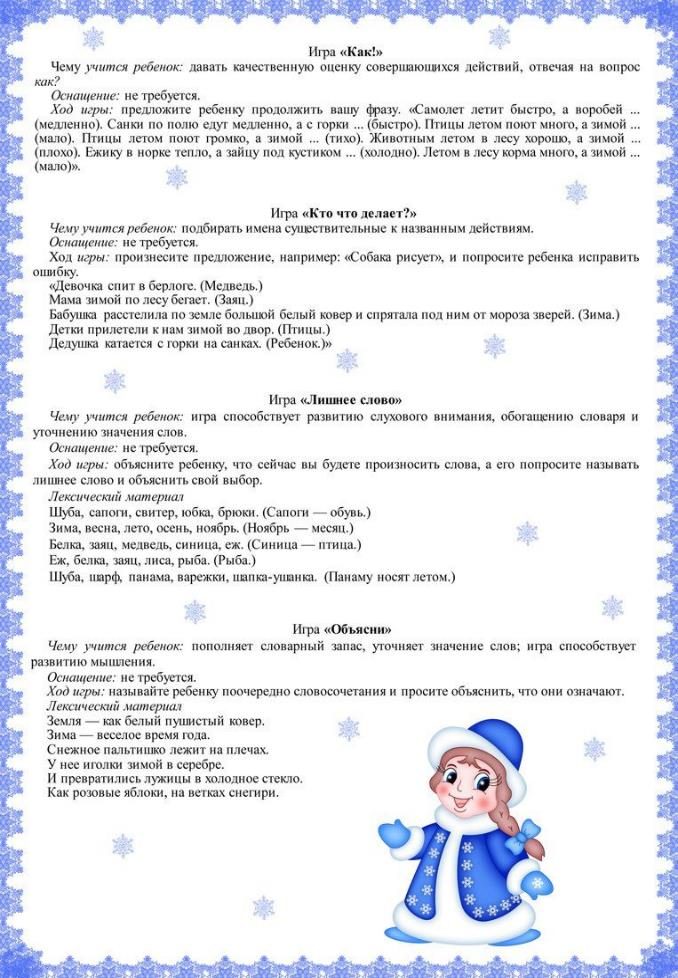 Игра «Как!»
Чему учится ребенок: давать качественную оценку совершающихся действий, отвечая на вопрос
как?
Оснащение: не требуется.
Ход игры: предложите ребенку продолжить вашу фразу. «Самолет летит быстро, а воробей ...
(медленно). Санки по полю едут медленно, а с горки ... (быстро). Птицы летом поют много, а зимой ...
(мало). Птицы летом поют громко, а зимой ... (тихо). Животным летом в лесу хорошо, а зимой ...
(плохо). Ежику в норке тепло, а зайцу под кустиком ... (холодно). Летом в лесу корма много, а зимой ...
(мало)».
Игра «Кто что делает?»
Чему учится ребенок: подбирать имена существительные к названным действиям.
Оснащение: не требуется.
Ход игры: произнесите предложение, например: «Собака рисует», и попросите ребенка исправить
ошибку.
«Девочка спит в берлоге. (Медведь.)
Мама зимой по лесу бегает. (Заяц.)
Бабушка расстелила по земле большой белый ковер и спрятала под ним от мороза зверей. (Зима.)
Детки прилетели к нам зимой во двор. (Птицы.)
Дедушка катается с горки на санках. (Ребенок.)»
Игра «Лишнее слово»
Чему учится ребенок: игра способствует развитию слухового внимания, обогащению словаря и
уточнению значения слов.
Оснащение: не требуется.
Ход игры: объясните ребенку, что сейчас вы будете произносить слова, а его попросите называть
лишнее слово и объяснить свой выбор.
Лексический материал
Шуба, сапоги, свитер, юбка, брюки. (Сапоги — обувь.)
Зима, весна, лето, осень, ноябрь. (Ноябрь — месяц.)
Белка, заяц, медведь, синица, еж. (Синица — птица.)
Еж, белка, заяц, лиса, рыба. (Рыба.)
Шуба, шарф, панама, варежки, шапка-ушанка. (Панаму носят летом.)
Игра «Объясни»
Чему учится ребенок: пополняет словарный запас, уточняет значение слов; игра способствует
развитию мышления.
Оснащение: не требуется.
Ход игры: называйте ребенку поочередно словосочетания и просите объяснить, что они означают.
Лексический материал
Земля — как белый пушистый ковер.
Зима — веселое время года.
Снежное пальтишко лежит на плечах.
У нее иголки зимой в серебре.
И превратились лужицы в холодное стекло.
Как розовые яблоки, на ветках снегири.